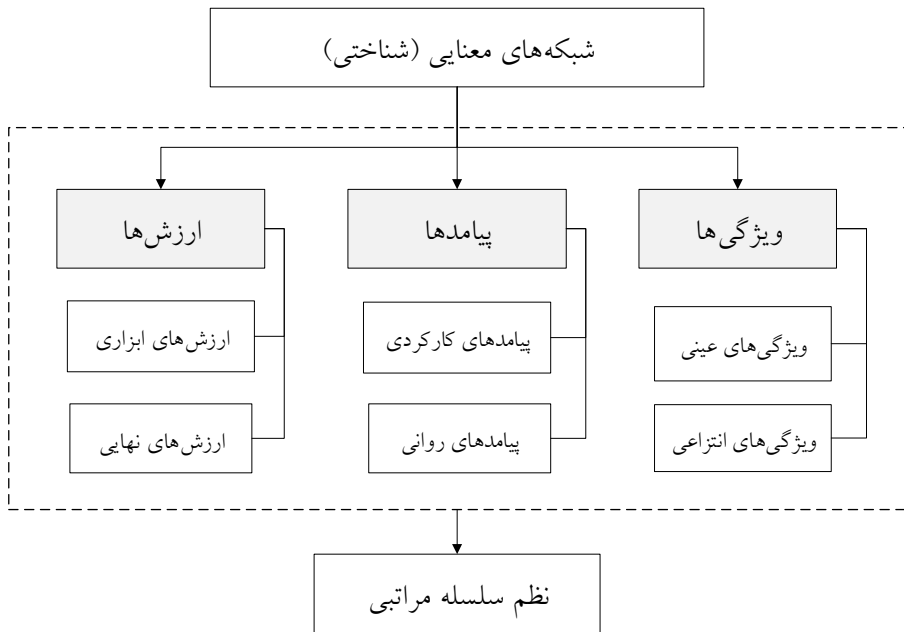 شبکه‌های معنایی (شناختی)
ویژگی‌ها
پیامدها
ارزش‌ها
ویژگی‌های عینی
پیامدهای کارکردی
ارزش‌های ابزاری
ویژگی‌های انتزاعی
پیامدهای روانی
ارزش‌های نهایی
نظم سلسله مراتبی